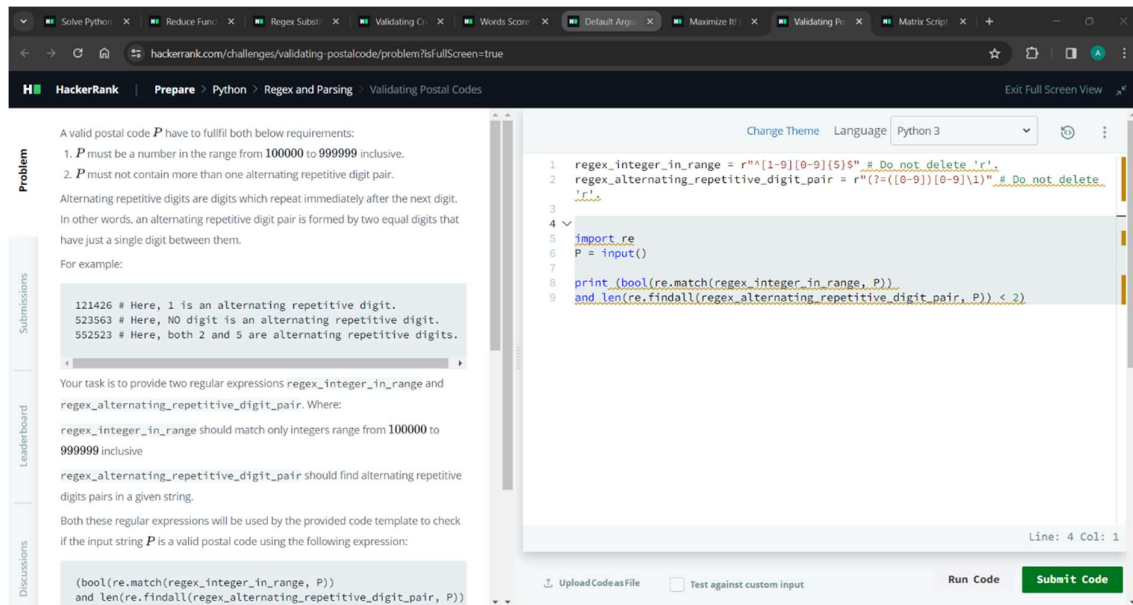 Solve Python
Reduce Func
Regex Substi
Validating Cr
Words Score
Default Argu
Maximize It! |
Validating Po
Matrix Script
hackerrank.com/challenges/validating-postalcode/problem?isFullScreen=true
A
HackerRank | Prepare > Python > Regex and Parsing > Validating Postal Codes
Exit Full Screen View
Problem
Submissions
Leaderboard
Discussions
A valid postal code P have to fullfil both below requirements:
1. P must be a number in the range from 100000 to 999999 inclusive.
2. P must not contain more than one alternating repetitive digit pair.
Alternating repetitive digits are digits which repeat immediately after the next digit.
In other words, an alternating repetitive digit pair is formed by two equal digits that
have just a single digit between them.
For example:
121426 # Here, 1 is an alternating repetitive digit.
523563 # Here, NO digit is an alternating repetitive digit.
552523 # Here, both 2 and 5 are alternating repetitive digits.
Your task is to provide two regular expressions regex_integer_in_range and
regex_alternating_repetitive_digit_pair. Where:
regex_integer_in_range should match only integers range from 100000 to
999999 inclusive
regex_alternating_repetitive_digit_pair should find alternating repetitive
digits pairs in a given string.
Both these regular expressions will be used by the provided code template to check
if the input string P is a valid postal code using the following expression:
(bool(re.match(regex_integer_in_range, P))
and len(re.findall(regex_alternating_repetitive_digit_pair, P))
Change Theme Language Python 3
1 regex_integer_in_range = r"^[1-9][0-9]{5}$" # Do not delete 'r'.
2 regex_alternating_repetitive_digit_pair = r"(?=([0-9])[0-9]\1)" # Do not delete
'r'.
3
4
5 import re
6 P = input()
7
8 print (bool(re.match(regex_integer_in_range, P))
9 and len(re.findall(regex_alternating_repetitive_digit_pair, P)) < 2)
Line: 4 Col: 1
Upload Code as File
Test against custom input
Run Code
Submit Code